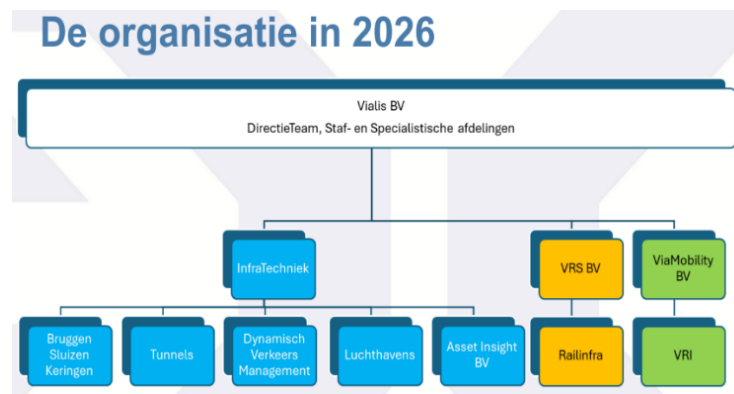 De organisatie in 2026
Vialis BV
DirectieTeam, Staf- en Specialistische afdelingen
InfraTechniek
VRS BV
ViaMobility
BV
Bruggen
Sluizen
Keringen
Tunnels
Dynamisch
Verkeers
Management
Luchthavens
Asset Insight
BV
Railinfra
VRI